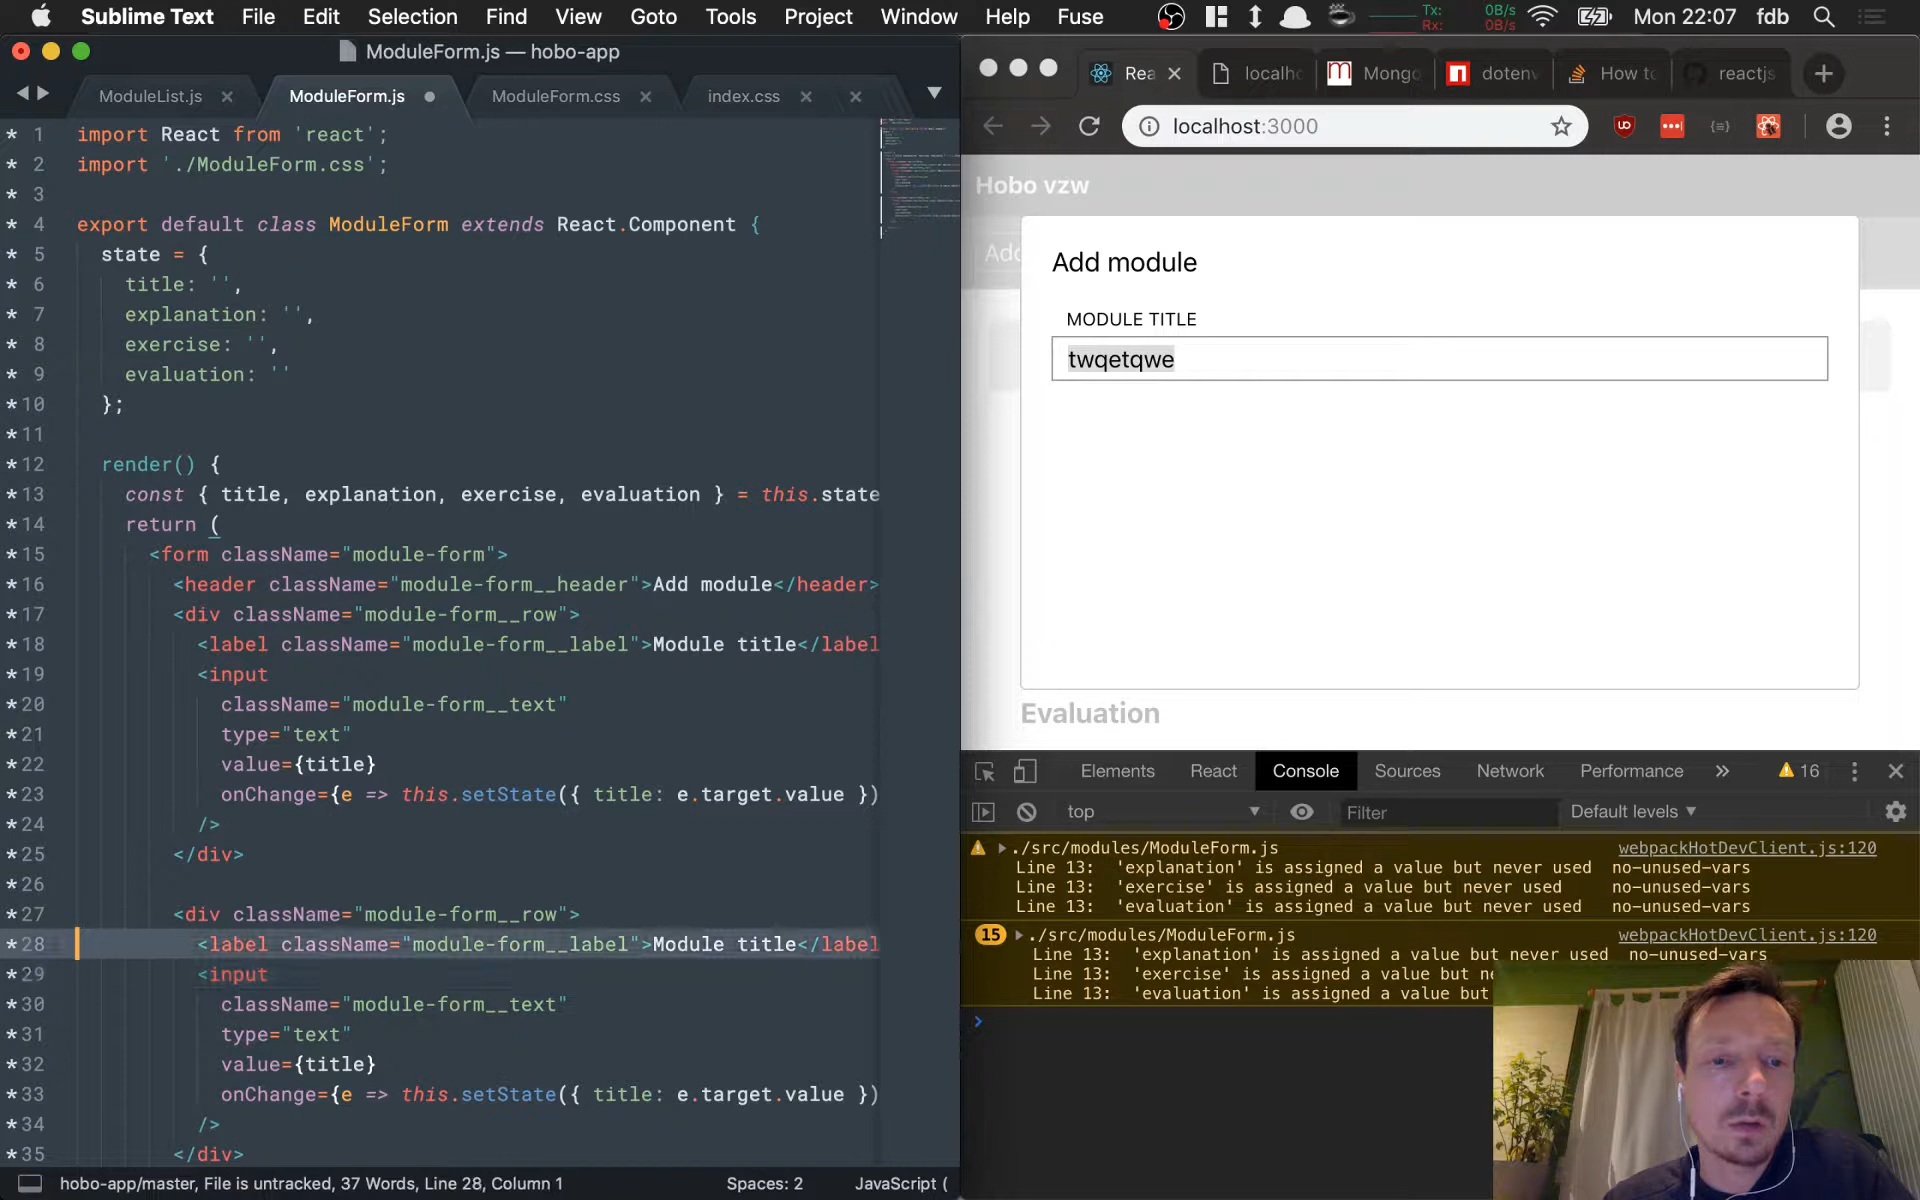 Sublime Text File Edit Selection Find View Goto Tools Project Window Help Fuse Tx: Rx: 0B/s 0B/s Mon 22:07 fdb
ModuleForm.js — hobo-app
ModuleList.js ModuleForm.js ModuleForm.css index.css
* 1 import React from 'react';
* 2 import './ModuleForm.css';
* 3
* 4 export default class ModuleForm extends React.Component {
* 5 state = {
* 6 title: '',
* 7 explanation: '',
* 8 exercise: '',
* 9 evaluation: ''
* 10 };
* 11
* 12 render() {
* 13 const { title, explanation, exercise, evaluation } = this.state
* 14 return (
* 15 <form className="module-form">
* 16 <header className="module-form__header">Add module</header>
* 17 <div className="module-form__row">
* 18 <label className="module-form__label">Module title</label
* 19 <input
* 20 className="module-form__text"
* 21 type="text"
* 22 value={title}
* 23 onChange={e => this.setState({ title: e.target.value })
* 24 />
* 25 </div>
* 26
* 27 <div className="module-form__row">
* 28 <label className="module-form__label">Module title</label
* 29 <input
* 30 className="module-form__text"
* 31 type="text"
* 32 value={title}
* 33 onChange={e => this.setState({ title: e.target.value })
* 34 />
* 35 </div>
hobo-app/master, File is untracked, 37 Words, Line 28, Column 1 Spaces: 2 JavaScript (
Rea localho Mongo doten How to reactjs
localhost:3000
Hobo vzw
Add
Add module
MODULE TITLE
twqetqwe
Evaluation
Elements React Console Sources Network Performance 16
top Filter Default levels
./src/modules/ModuleForm.js webpackHotDevClient.js:120
Line 13: 'explanation' is assigned a value but never used no-unused-vars
Line 13: 'exercise' is assigned a value but never used no-unused-vars
Line 13: 'evaluation' is assigned a value but never used no-unused-vars
15 ./src/modules/ModuleForm.js webpackHotDevClient.js:120
Line 13: 'explanation' is assigned a value but never used no-unused-vars
Line 13: 'exercise' is assigned a value but ne
Line 13: 'evaluation' is assigned a value but